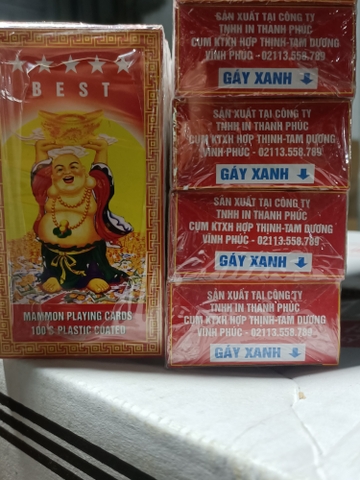 BEST
MAMMON PLAYING CARDS
100% PLASTIC COATED
SẢN XUẤT TẠI CÔNG TY
TNHH IN THANH PHÚC
CỤM KTXH HỢP THỊNH-TAM DƯƠNG
VĨNH PHÚC - 02113.558.789
GÁY XANH
SẢN XUẤT TẠI CÔNG TY
TNHH IN THANH PHÚC
CỤM KTXH HỢP THỊNH-TAM DƯƠNG
VĨNH PHÚC - 02113.558.789
GÁY XANH
SẢN XUẤT TẠI CÔNG TY
TNHH IN THANH PHÚC
CỤM KTXH HỢP THỊNH-TAM DƯƠNG
VĨNH PHÚC - 02113.558.789
GÁY XANH
SẢN XUẤT TẠI CÔNG TY
TNHH IN THANH PHÚC
CỤM KTXH HỢP THỊNH-TAM DƯƠNG
VĨNH PHÚC - 02113.558.789
GÁY XANH